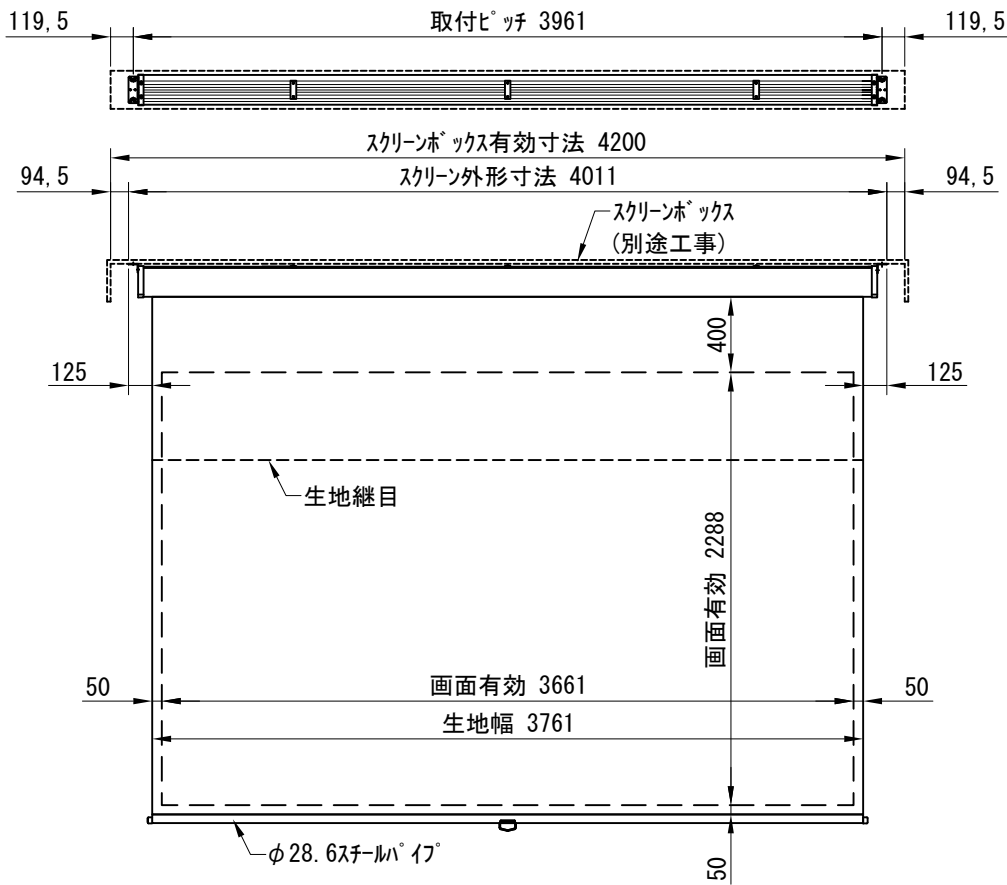 119,5
取付ﾋﾟｯﾁ 3961
119,5
ｽｸﾘｰﾝﾎﾞｯｸｽ有効寸法 4200
94,5
ｽｸﾘｰﾝ外形寸法 4011
94,5
ｽｸﾘｰﾝﾎﾞｯｸｽ
(別途工事)
400
125
125
生地継目
画面有効 2288
50
画面有効 3661
50
生地幅 3761
φ28.6ｽﾁｰﾙﾊﾟｲﾌﾟ
50